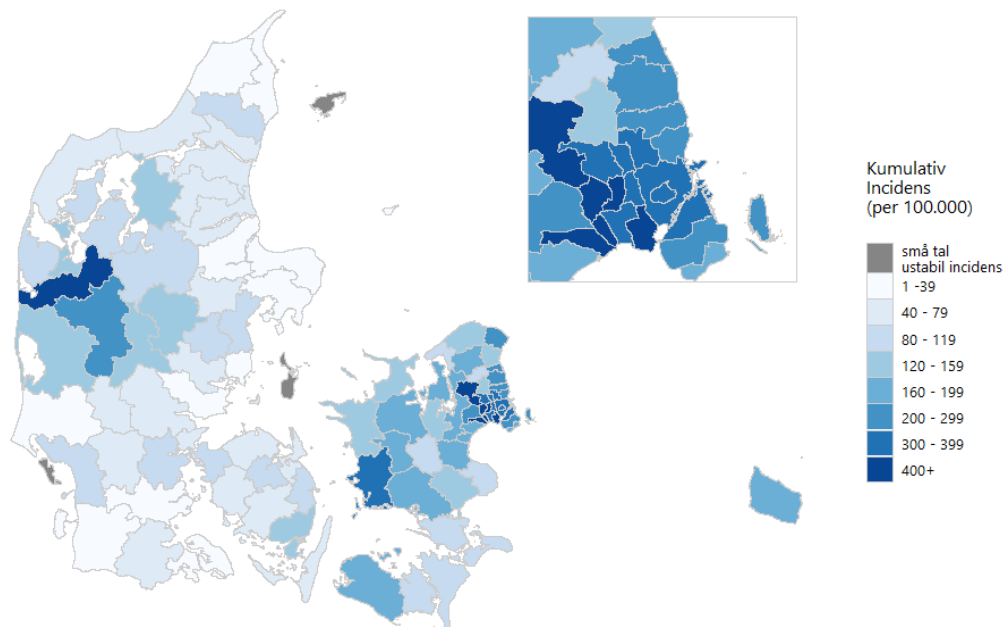 Kumulativ
Incidens
(per 100.000)
små tal
ustabil incidens
1 -39
40 - 79
80 - 119
120 - 159
160 - 199
200 - 299
300 - 399
400+